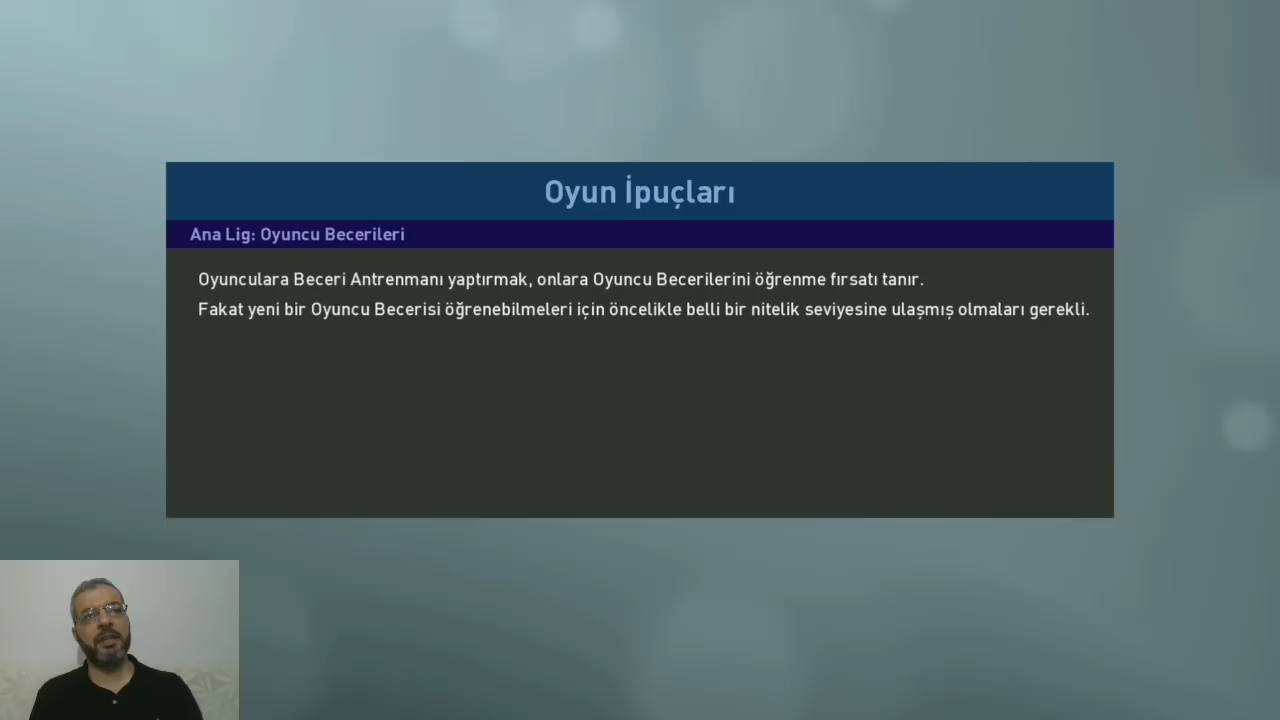 Oyun İpuçları
Ana Lig: Oyuncu Becerileri
Oyunculara Beceri Antrenmanı yaptırmak, onlara Oyuncu Becerilerini öğrenme fırsatı tanır.
Fakat yeni bir Oyuncu Becerisi öğrenebilmeleri için öncelikle belli bir nitelik seviyesine ulaşmış olmaları gerekli.